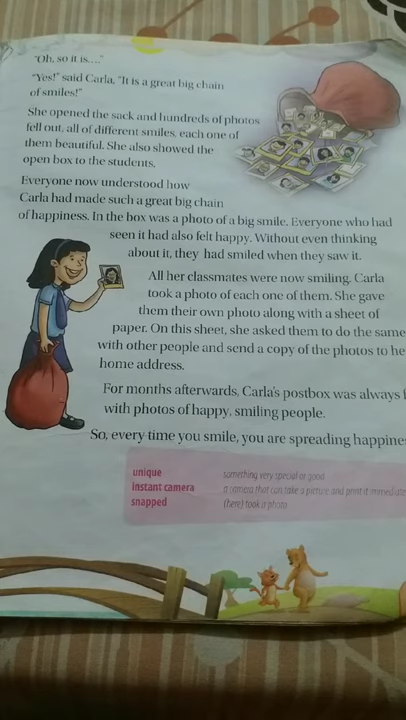 "Oh, so it is...."
"Yes!" said Carla, "It is a great big chain
of smiles!"
She opened the sack and hundreds of photos
fell out, all of different smiles, each one of
them beautiful. She also showed the
open box to the students.
Everyone now understood how
Carla had made such a great big chain
of happiness. In the box was a photo of a big smile. Everyone who had
seen it had also felt happy. Without even thinking
about it, they had smiled when they saw it.
All her classmates were now smiling. Carla
took a photo of each one of them. She gave
them their own photo along with a sheet of
paper. On this sheet, she asked them to do the same
with other people and send a copy of the photos to he
home address.
For months afterwards, Carla's postbox was always f
with photos of happy, smiling people.
So, every time you smile, you are spreading happine
unique something very special or good
instant camera a camera that can take a picture and print it immediate
snapped (here) took a photo